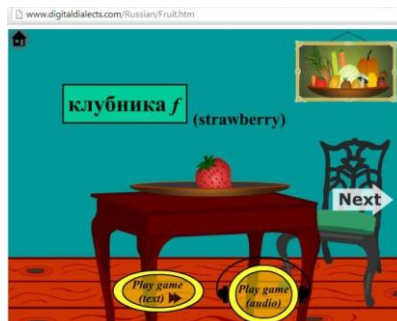 www.digitaldialects.com/Russian/Fruit.htm
клубника f
(strawberry)
Next
Play game
(text)
Play game
(audio)